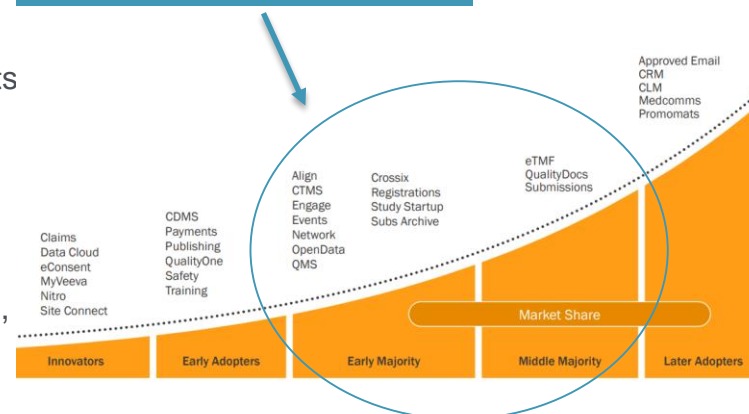 ts
,
Claims
Data Cloud
eConsent
MyVeeva
Nitro
Site Connect
CDMS
Payments
Publishing
QualityOne
Safety
Training
Align
CTMS
Engage
Events
Network
OpenData
QMS
Crossix
Registrations
Study Startup
Subs Archive
eTMF
QualityDocs
Submissions
Approved Email
CRM
CLM
Medcomms
Promomats
Market Share
Innovators
Early Adopters
Early Majority
Middle Majority
Later Adopters